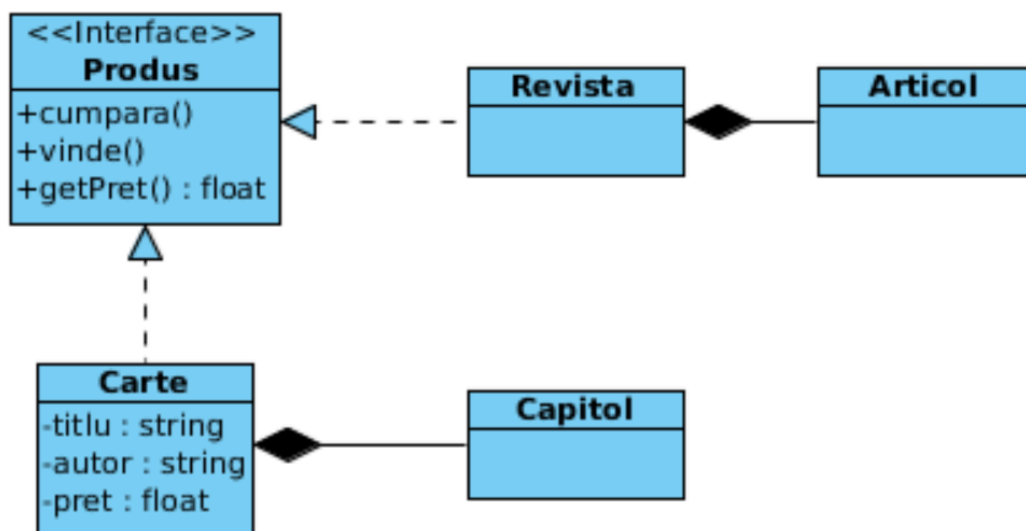 <<Interface>>
Produs
+cumpara()
+vinde()
+getPret() : float
Revista
Articol
Carte
-titlu : string
-autor : string
-pret : float
Capitol